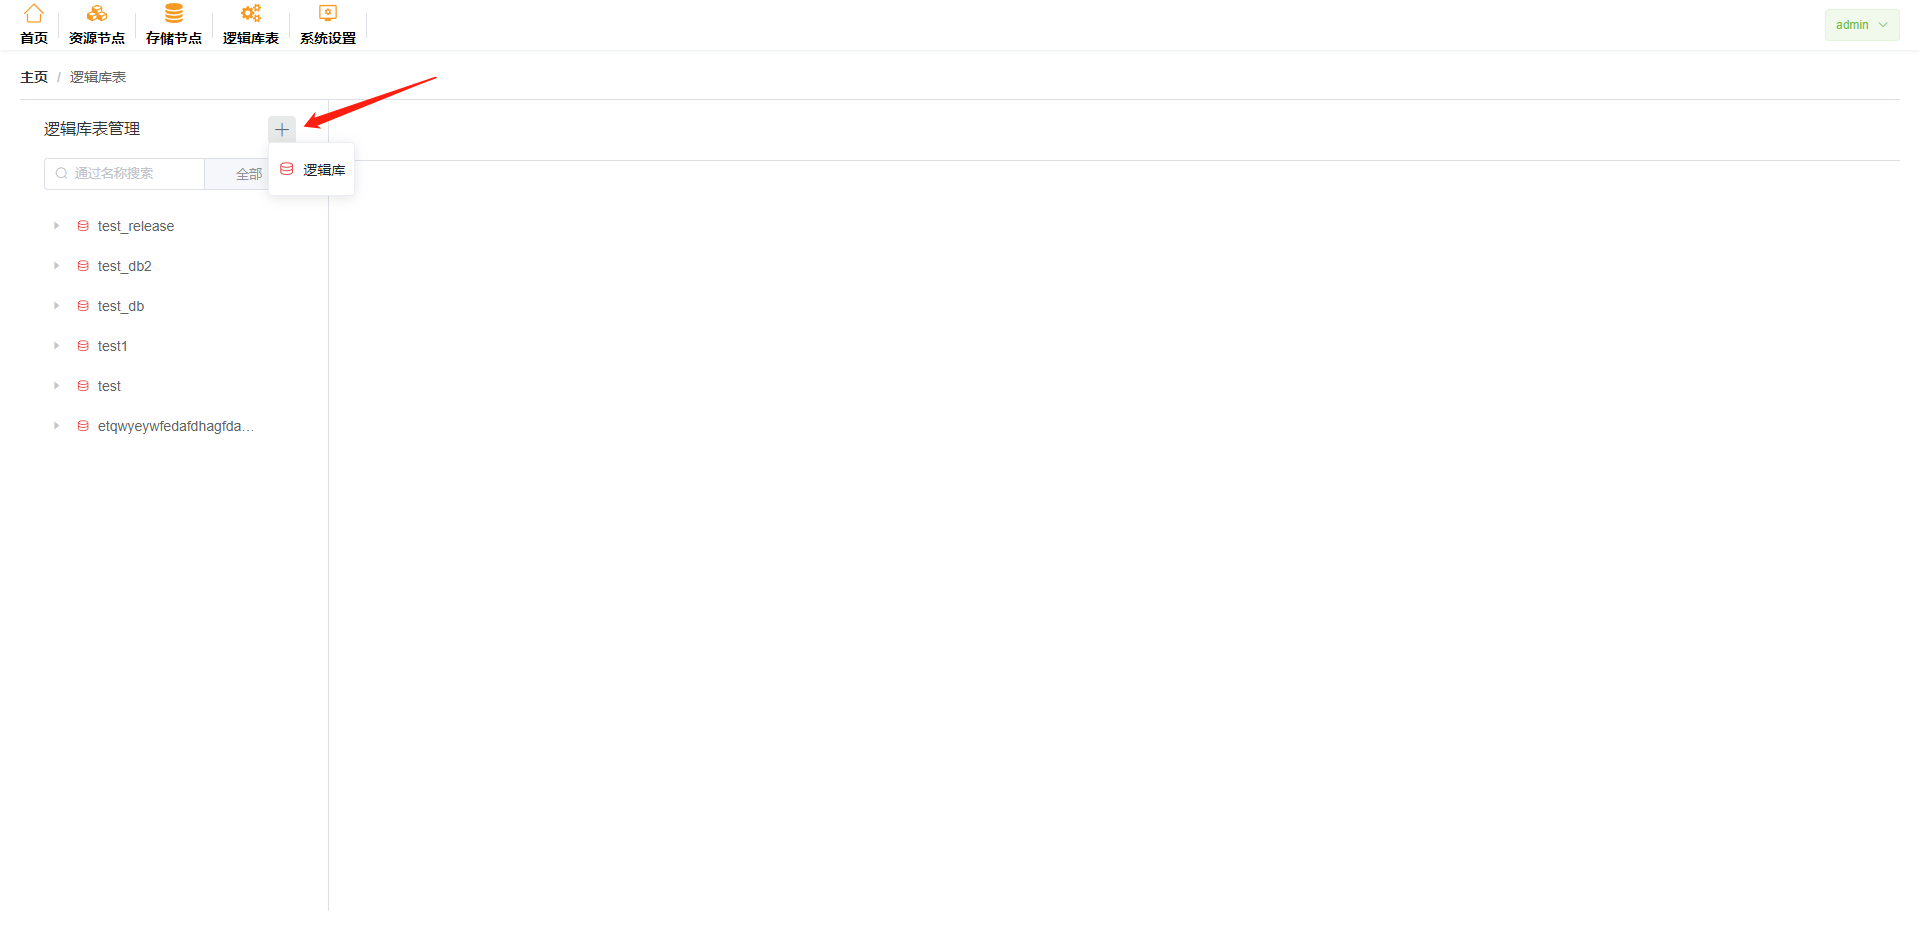 首页 资源节点 存储节点 逻辑库表 系统设置 admin
主页 / 逻辑库表
逻辑库表管理
逻辑库
通过名称搜索 全部
test_release
test_db2
test_db
test1
test
etqwyeywfedafdhagfda...